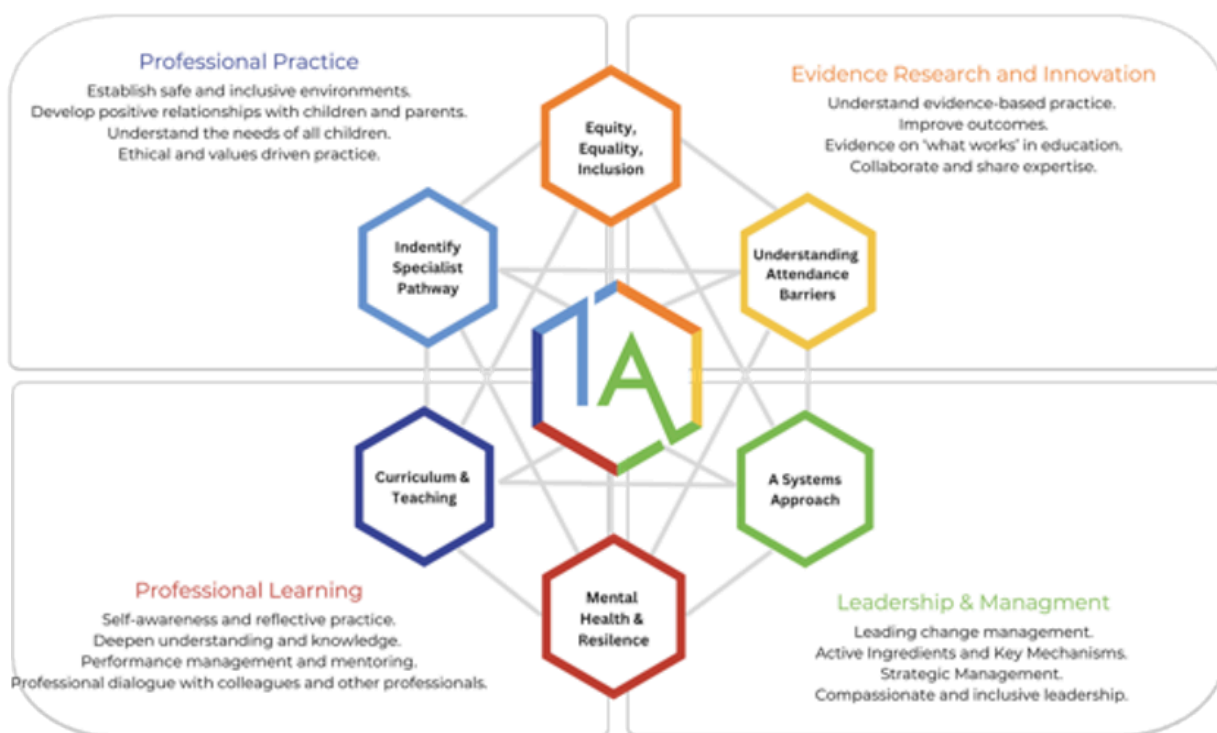 Professional Practice
Establish safe and inclusive environments.
Develop positive relationships with children and parents.
Understand the needs of all children.
Ethical and values driven practice.
Evidence Research and Innovation
Understand evidence-based practice.
Improve outcomes.
Evidence on 'what works' in education.
Collaborate and share expertise.
Equity,
Equality,
Inclusion
Indentify
Specialist
Pathway
Understanding
Attendance
Barriers
1A
Curriculum &
Teaching
A Systems
Approach
Mental
Health &
Resilence
Professional Learning
Self-awareness and reflective practice.
Deepen understanding and knowledge.
Performance management and mentoring.
Professional dialogue with colleagues and other professionals.
Leadership & Managment
Leading change management.
Active Ingredients and Key Mechanisms.
Strategic Management.
Compassionate and inclusive leadership.